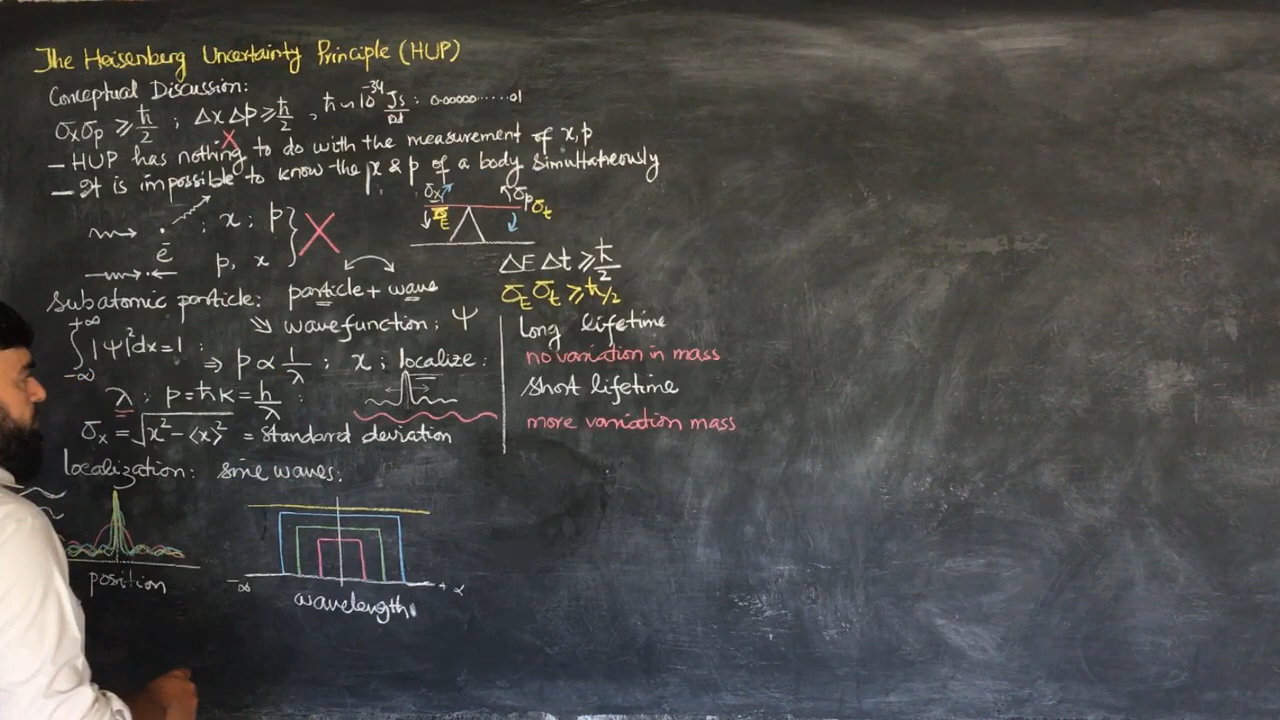 The Heisenberg Uncertainty Principle (HUP)
Conceptual Discussion:
σxσp ≥ ħ/2 ; Δx Δp ≥ ħ/2 , ħ ~ 10⁻³⁴ Js : 0.00000......01
- HUP has nothing to do with the measurement of x, p
- It is impossible to know the x & p of a body simultaneously
σx σp
σE σt
ē ; x ; p
p, x
ΔE Δt ≥ ħ/2
subatomic particle: particle + wave
σE σt ≥ ħ/2
⇒ wavefunction: ψ
∫ |ψ|² dx = 1 ; +∞ -∞
⇒ p ∝ 1/λ ; x ; localize:
λ ; p = ħk = h/λ :
σx = √x² - ⟨x⟩² = standard deviation
Long lifetime
no variation in mass
short lifetime
more variation mass
localization: sine waves:
position
-∞ + ∝
wavelength